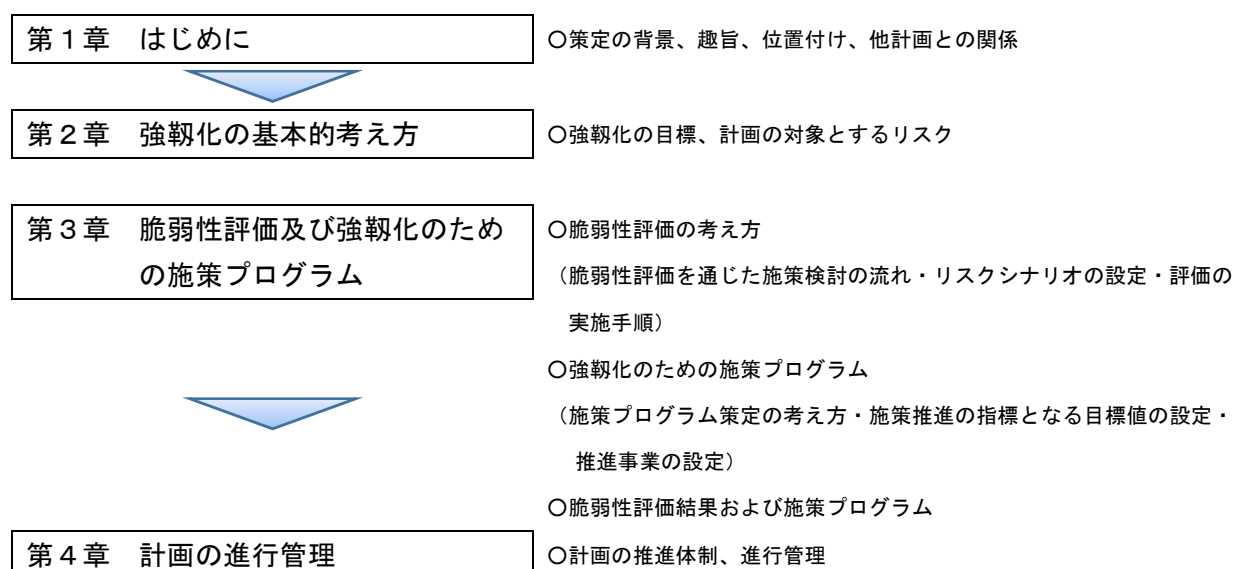 第1章　はじめに
〇策定の背景、趣旨、位置付け、他計画との関係
第2章　強靱化の基本的考え方
〇強靱化の目標、計画の対象とするリスク
第3章　脆弱性評価及び強靱化のため
の施策プログラム
〇脆弱性評価の考え方
（脆弱性評価を通じた施策検討の流れ・リスクシナリオの設定・評価の
実施手順）
〇強靱化のための施策プログラム
（施策プログラム策定の考え方・施策推進の指標となる目標値の設定・
推進事業の設定）
〇脆弱性評価結果および施策プログラム
第4章　計画の進行管理
〇計画の推進体制、進行管理